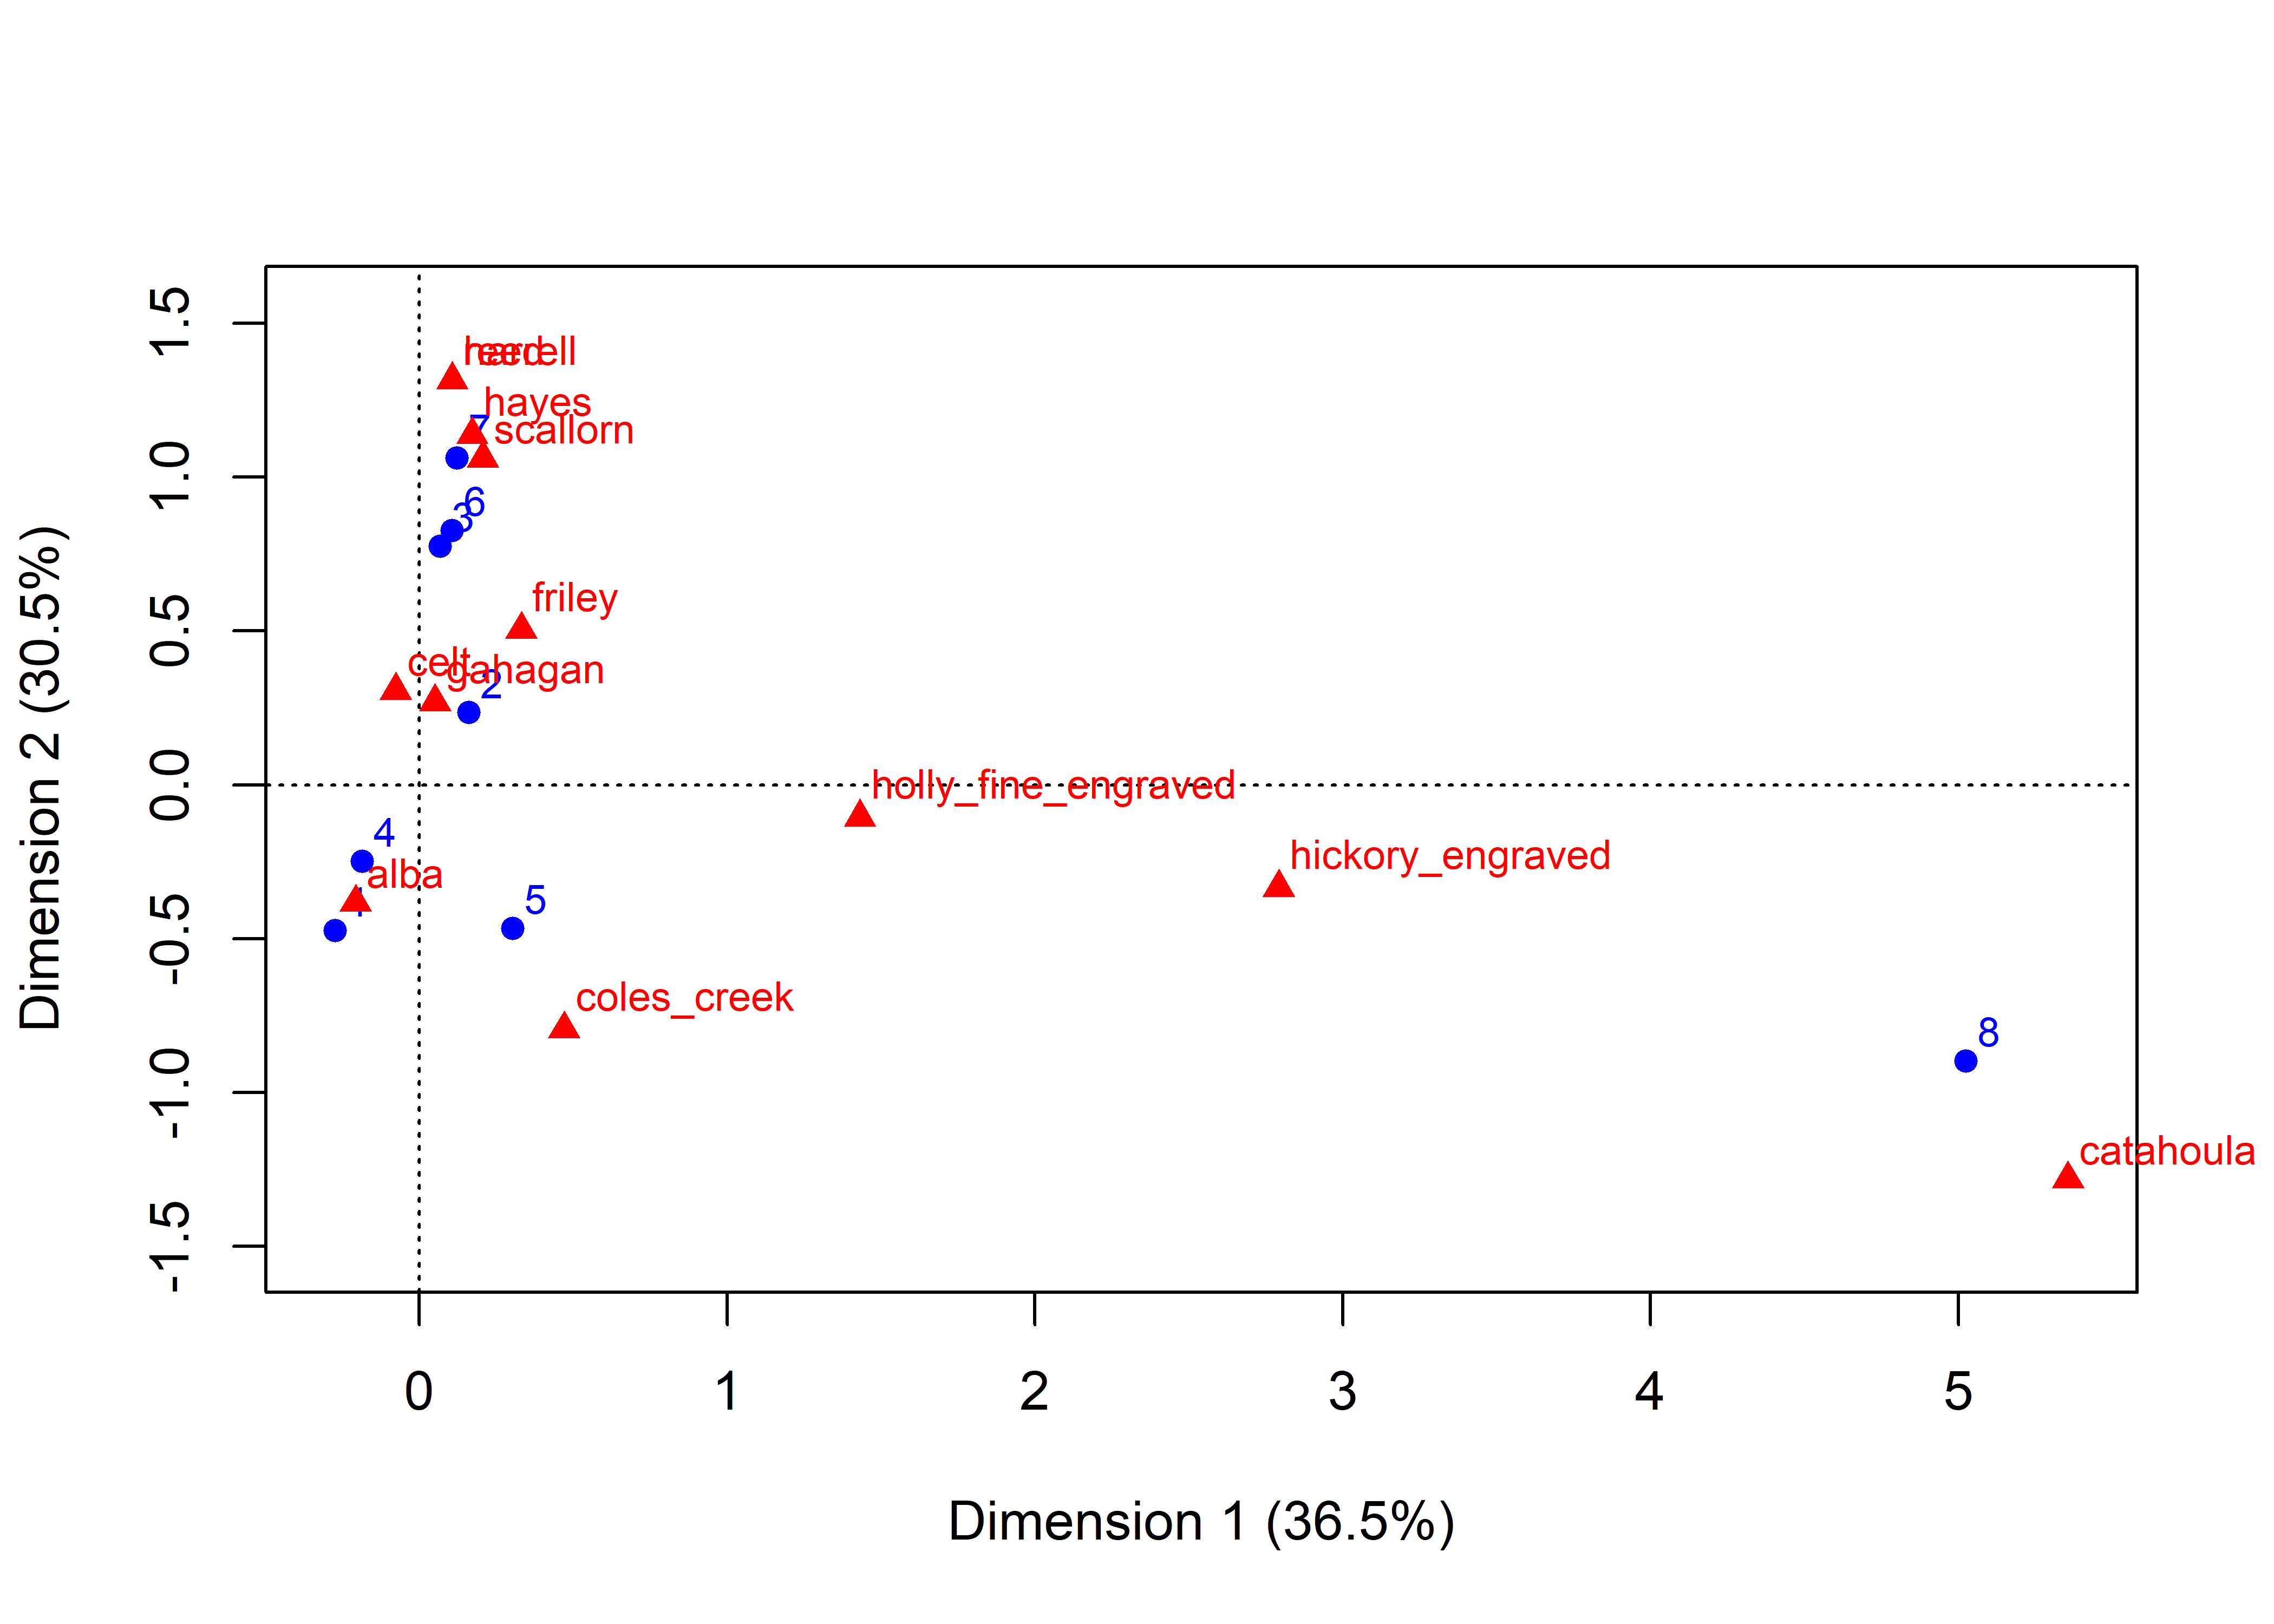 1.5
1.0
0.5
0.0
-0.5
-1.0
-1.5
Dimension 2 (30.5%)
hayes
7
scallorn
6
3
friley
celt
gahagan
2
holly_fine_engraved
4
hickory_engraved
alba
5
coles_creek
8
catahoula
0 1 2 3 4 5
Dimension 1 (36.5%)